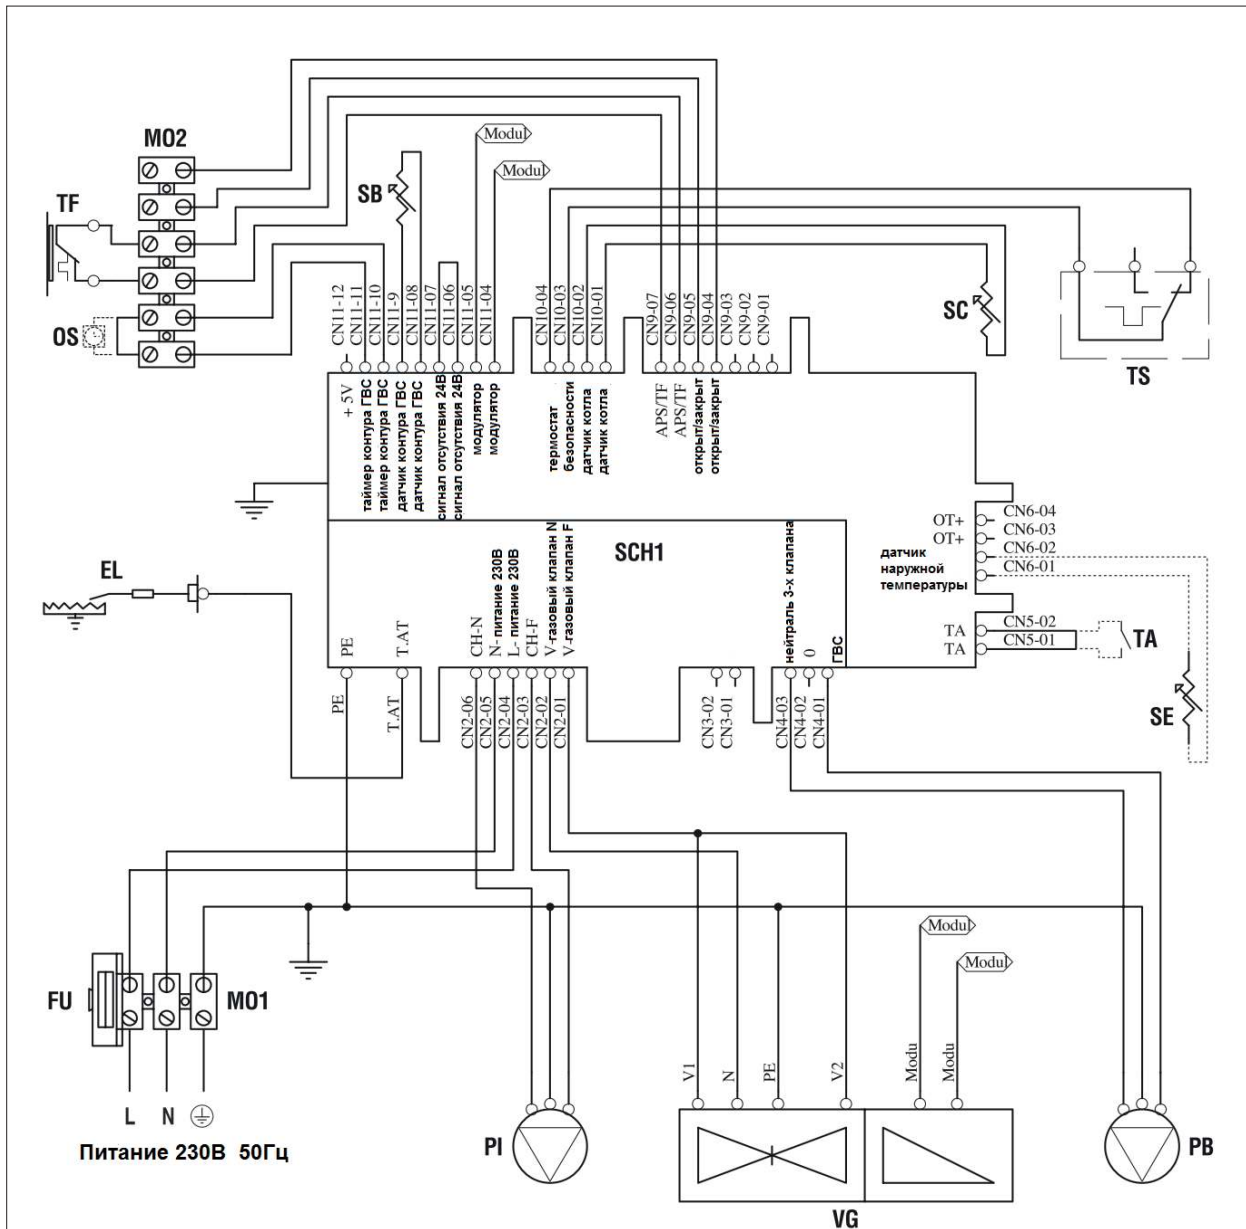 MO2
TF
OS
SB
Modul
Modul
SC
TS
CN11-12
CN11-11
CN11-10
CN11-9
CN11-08
CN11-07
CN11-06
CN11-05
CN11-04
CN10-04
CN10-03
CN10-02
CN10-01
CN9-07
CN9-06
CN9-05
CN9-04
CN9-03
CN9-02
CN9-01
+ 5V
таймер контура ГВС
таймер контура ГВС
датчик контура ГВС
датчик контура ГВС
сигнал отсутствия 24В
сигнал отсутствия 24В
модулятор
модулятор
термостат
безопасности
датчик котла
датчик котла
APS/TF
APS/TF
открыт/закрыт
открыт/закрыт
SCH1
OT+
OT+
датчик
наружной
температуры
CN6-04
CN6-03
CN6-02
CN6-01
TA
TA
CN5-02
CN5-01
TA
SE
EL
PE
T.AT
CH-N
N- питание 230В
L- питание 230В
CH-F
V-газовый клапан N
V-газовый клапан F
нейтраль 3-х клапана
0
ГВС
PE
T.AT
CN2-06
CN2-05
CN2-04
CN2-03
CN2-02
CN2-01
CN3-02
CN3-01
CN4-03
CN4-02
CN4-01
FU
MO1
L N
Питание 230В 50Гц
PI
V1
N
PE
V2
Modul
Modul
Modu
Modu
VG
PB